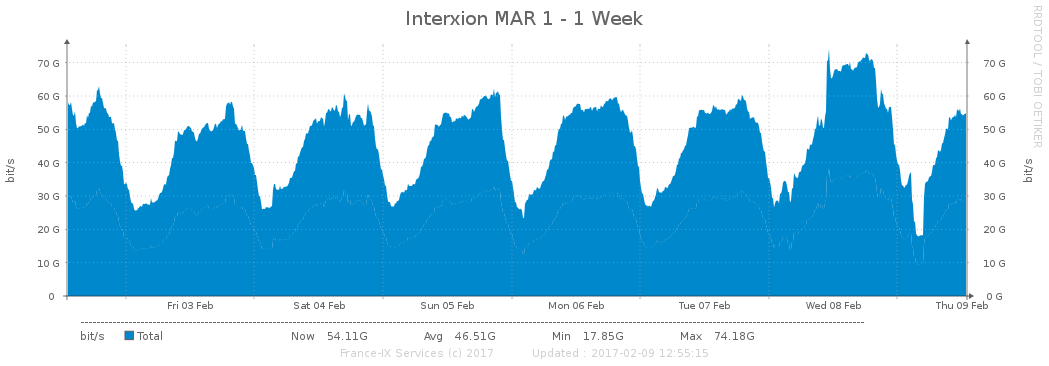 Interxion MAR 1 - 1 Week
RRDTOOL / TOBI OETIKER
bit/s
bit/s
70 G 70 G
60 G 60 G
50 G 50 G
40 G 40 G
30 G 30 G
20 G 20 G
10 G 10 G
0 0 G
Fri 03 Feb Sat 04 Feb Sun 05 Feb Mon 06 Feb Tue 07 Feb Wed 08 Feb Thu 09 Feb
bit/s Total Now 54.11G Avg 46.51G Min 17.85G Max 74.18G
France-IX Services (c) 2017 Updated : 2017-02-09 12:55:15